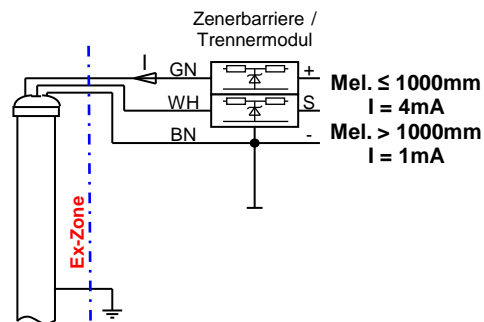 Zenerbarriere /
Trennermodul
I
GN
+
WH
S
BN
-
Mel. ≤ 1000mm
I = 4mA
Mel. > 1000mm
I = 1mA
Ex-Zone